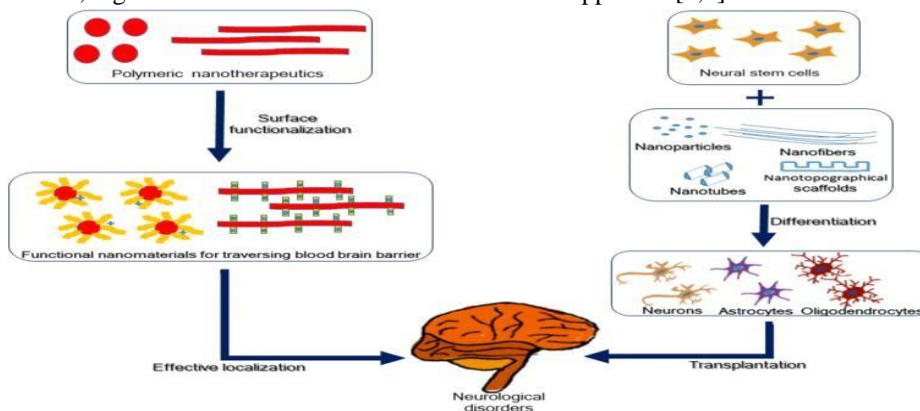 Polymeric nanotherapeutics
Surface
functionalization
Functional nanomaterials for traversing blood brain barrier
Effective localization
Neural stem cells
+
Nanoparticles
Nanofibers
Nanotubes
Nanotopographical
scaffolds
Differentiation
Neurons
Astrocytes
Oligodendrocytes
Transplantation
Neurological
disorders